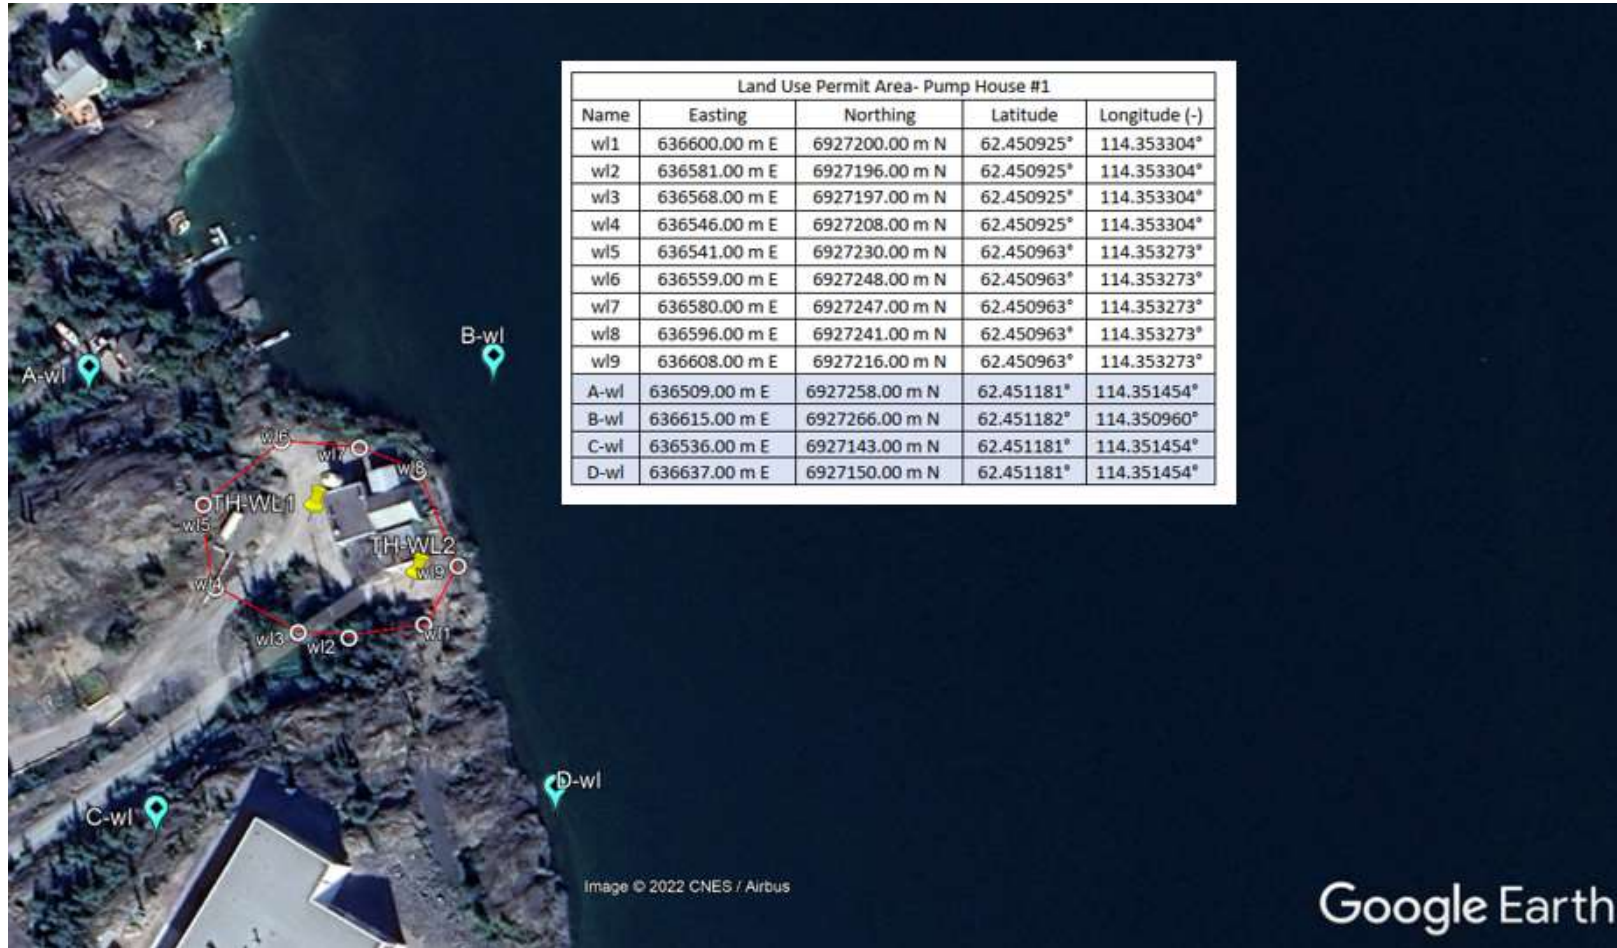 Land Use Permit Area- Pump House #1
Name Easting Northing Latitude Longitude (-)
wl1 636600.00 m E 6927200.00 m N 62.450925° 114.353304°
wl2 636581.00 m E 6927196.00 m N 62.450925° 114.353304°
wl3 636568.00 m E 6927197.00 m N 62.450925° 114.353304°
wl4 636546.00 m E 6927208.00 m N 62.450925° 114.353304°
wl5 636541.00 m E 6927230.00 m N 62.450963° 114.353273°
wl6 636559.00 m E 6927248.00 m N 62.450963° 114.353273°
wl7 636580.00 m E 6927247.00 m N 62.450963° 114.353273°
wl8 636596.00 m E 6927241.00 m N 62.450963° 114.353273°
wl9 636608.00 m E 6927216.00 m N 62.450963° 114.353273°
A-wl 636509.00 m E 6927258.00 m N 62.451181° 114.351454°
B-wl 636615.00 m E 6927266.00 m N 62.451182° 114.350960°
C-wl 636536.00 m E 6927143.00 m N 62.451181° 114.351454°
D-wl 636637.00 m E 6927150.00 m N 62.451181° 114.351454°
B-wl
A-wl
wl6
wl7
wl8
TH-WL1
wl5
TH-WL2
wl9
wl4
wl3
wl2
wl1
D-wl
C-wl
Image © 2022 CNES / Airbus
Google Earth